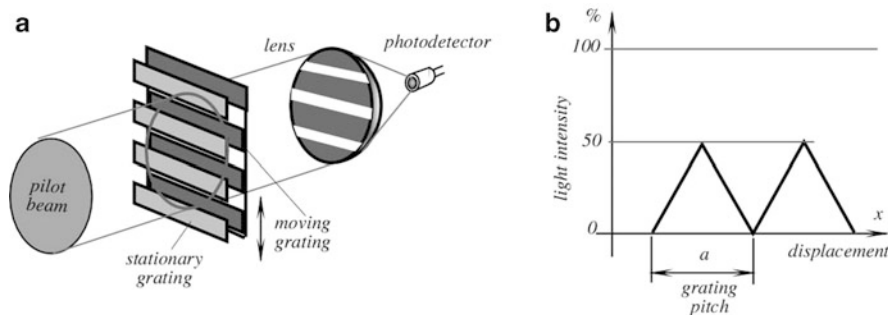 a
lens
photodetector
pilot
beam
moving
grating
stationary
grating
b
%
100
light intensity
50
0
x
a
displacement
grating
pitch